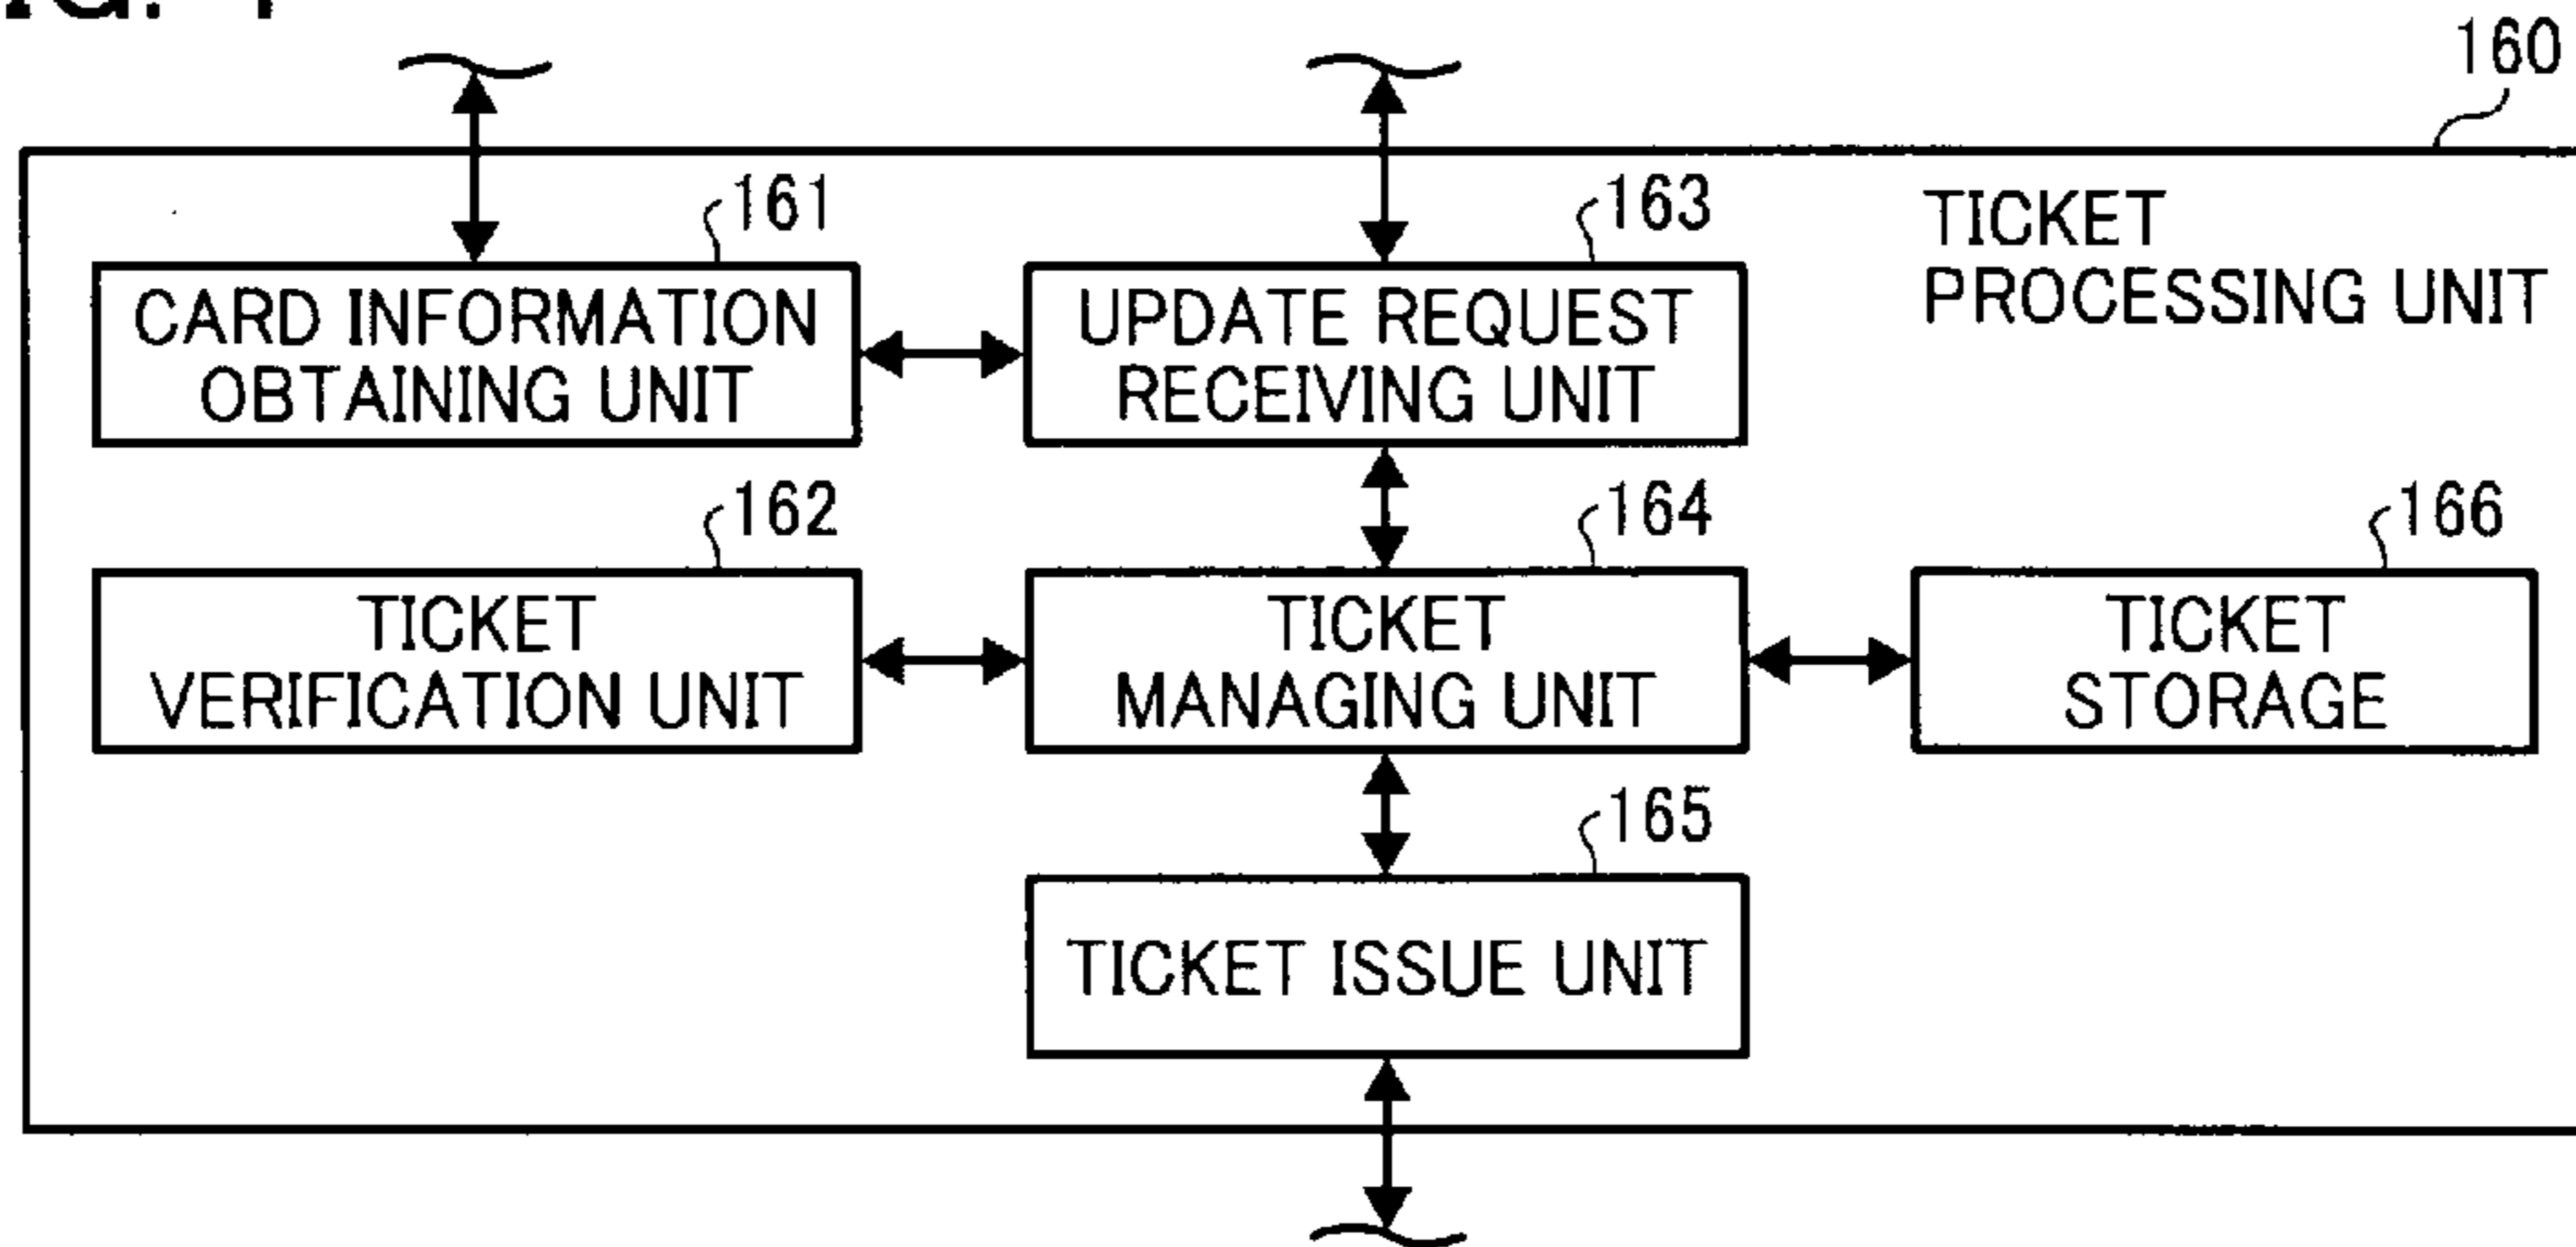 160
161
163
TICKET
PROCESSING UNIT
CARD INFORMATION
OBTAINING UNIT
UPDATE REQUEST
RECEIVING UNIT
162
164
166
TICKET
VERIFICATION UNIT
TICKET
MANAGING UNIT
TICKET
STORAGE
165
TICKET ISSUE UNIT